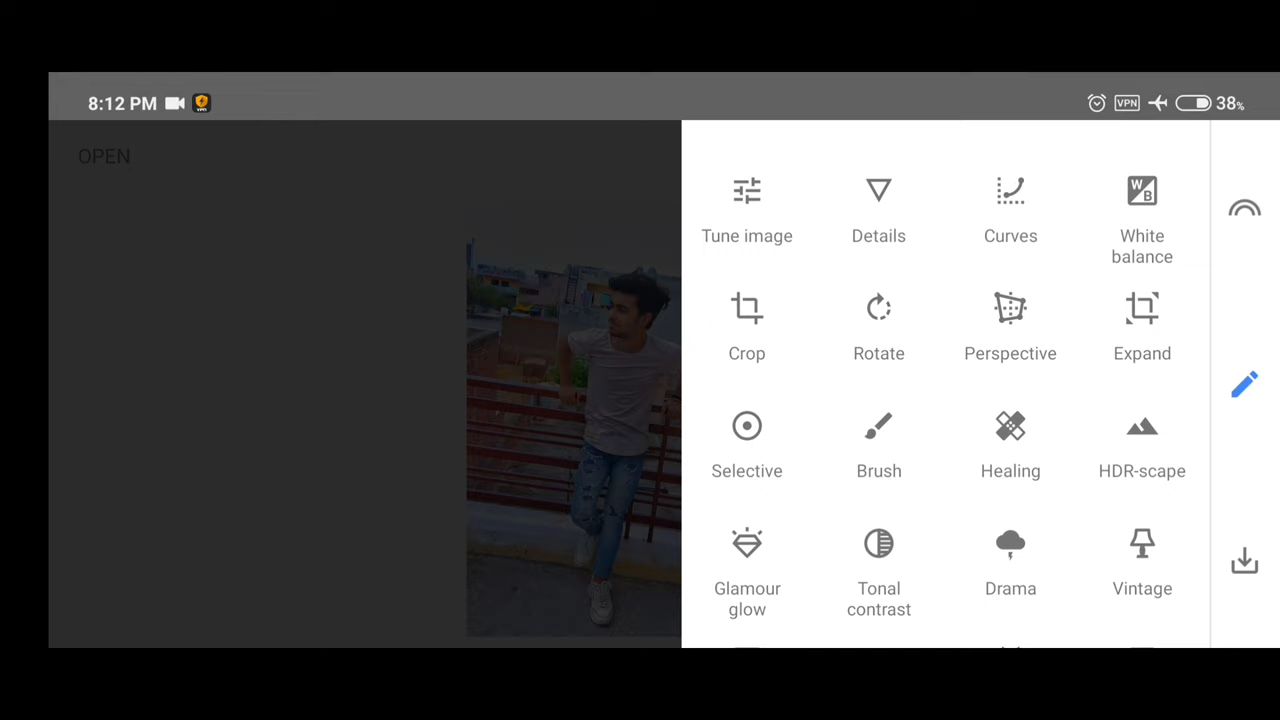 8:12 PM VPN 38%
OPEN
Tune image
Details
Curves
W
B
White
balance
Crop
Rotate
Perspective
Expand
Selective
Brush
Healing
HDR-scape
Glamour
glow
Tonal
contrast
Drama
Vintage